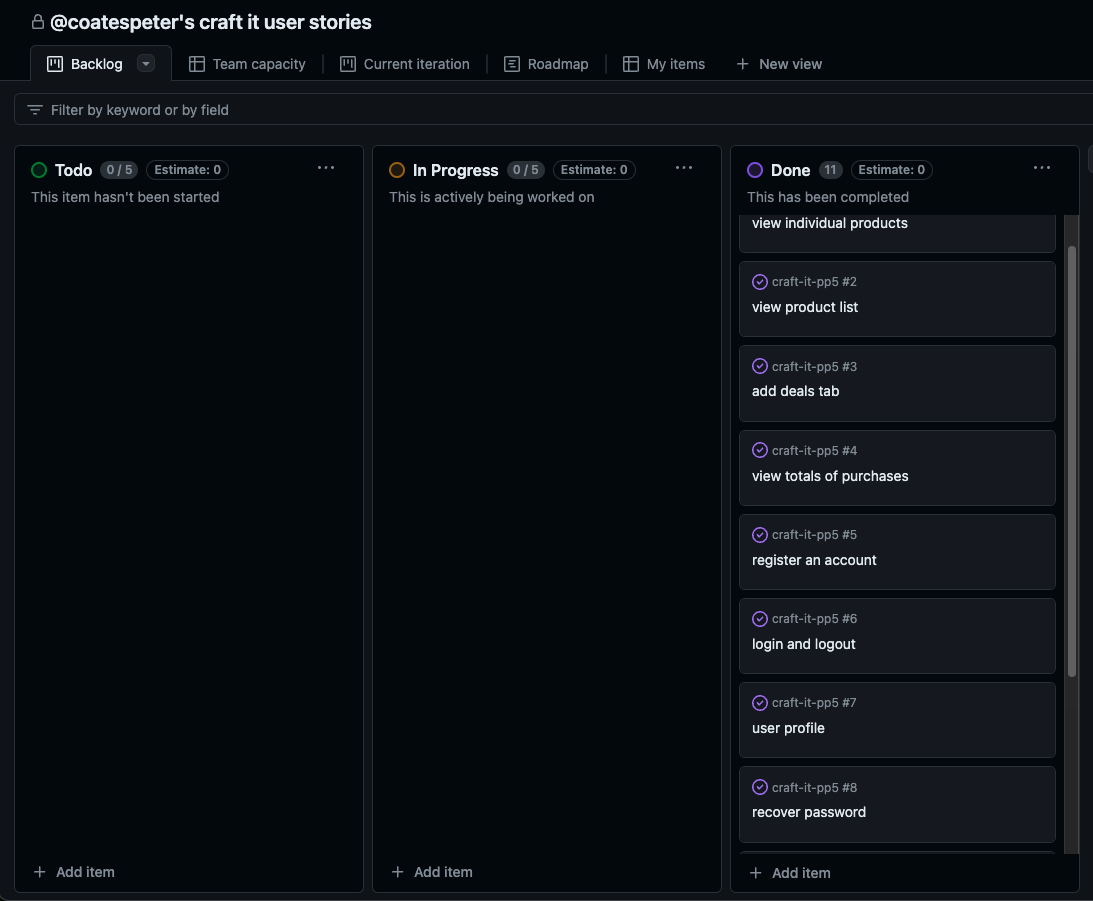 @coatespeter's craft it user stories
Backlog
Team capacity
Current iteration
Roadmap
My items
New view
Filter by keyword or by field
Todo 0 / 5 Estimate: 0
This item hasn't been started
Add item
In Progress 0 / 5 Estimate: 0
This is actively being worked on
Add item
Done 11 Estimate: 0
This has been completed
view individual products
craft-it-pp5 #2
view product list
craft-it-pp5 #3
add deals tab
craft-it-pp5 #4
view totals of purchases
craft-it-pp5 #5
register an account
craft-it-pp5 #6
login and logout
craft-it-pp5 #7
user profile
craft-it-pp5 #8
recover password
Add item